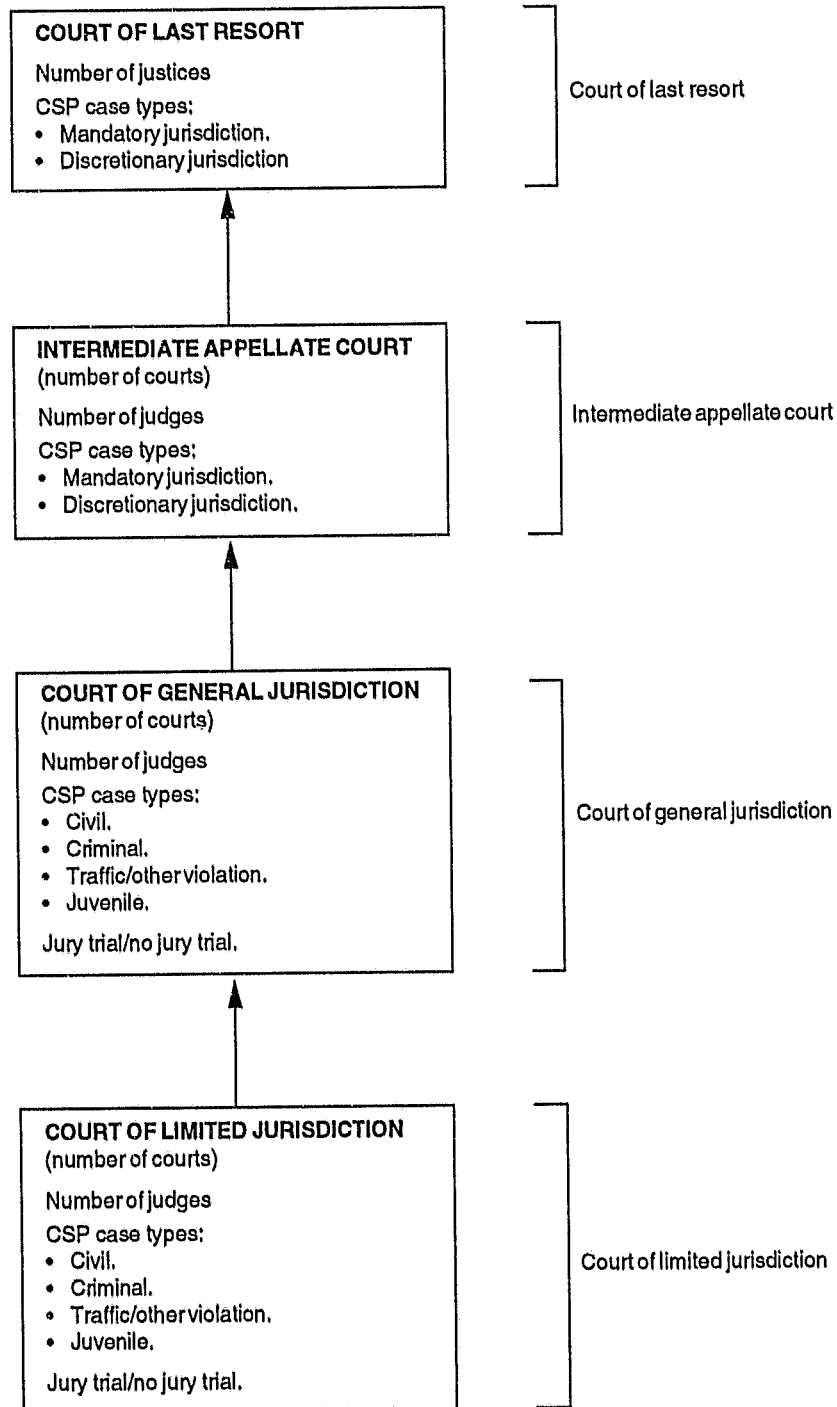 COURT OF LAST RESORT
Number of justices
CSP case types:
• Mandatory jurisdiction.
• Discretionary jurisdiction
Court of last resort
INTERMEDIATE APPELLATE COURT
(number of courts)
Number of judges
CSP case types:
• Mandatory jurisdiction.
• Discretionary jurisdiction.
Intermediate appellate court
COURT OF GENERAL JURISDICTION
(number of courts)
Number of judges
CSP case types:
• Civil.
• Criminal.
• Traffic/other violation.
• Juvenile.
Jury trial/no jury trial.
Court of general jurisdiction
COURT OF LIMITED JURISDICTION
(number of courts)
Number of judges
CSP case types:
• Civil.
• Criminal.
• Traffic/other violation.
• Juvenile.
Jury trial/no jury trial.
Court of limited jurisdiction